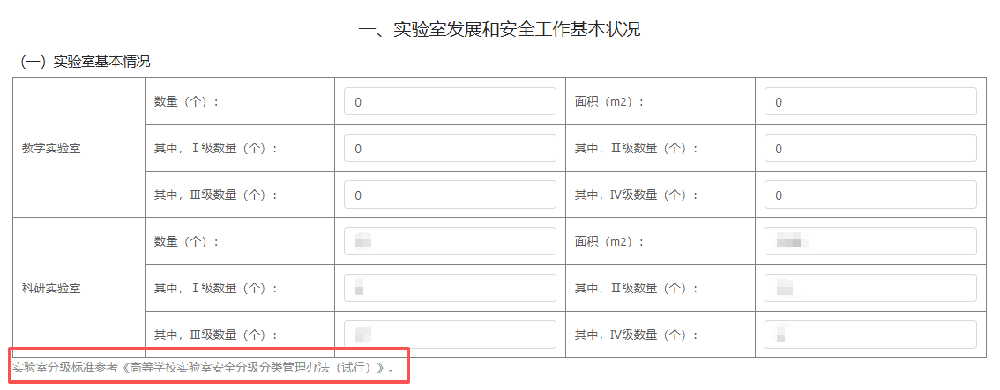 一、实验室发展和安全工作基本状况
（一）实验室基本情况
教学实验室
数量（个）：
0
面积（m2）：
0
其中，Ⅰ级数量（个）：
0
其中，Ⅱ级数量（个）：
0
其中，Ⅲ级数量（个）：
0
其中，Ⅳ级数量（个）：
0
科研实验室
数量（个）：
面积（m2）：
其中，Ⅰ级数量（个）：
其中，Ⅱ级数量（个）：
其中，Ⅲ级数量（个）：
其中，Ⅳ级数量（个）：
实验室分级标准参考《高等学校实验室安全分级分类管理办法（试行）》。